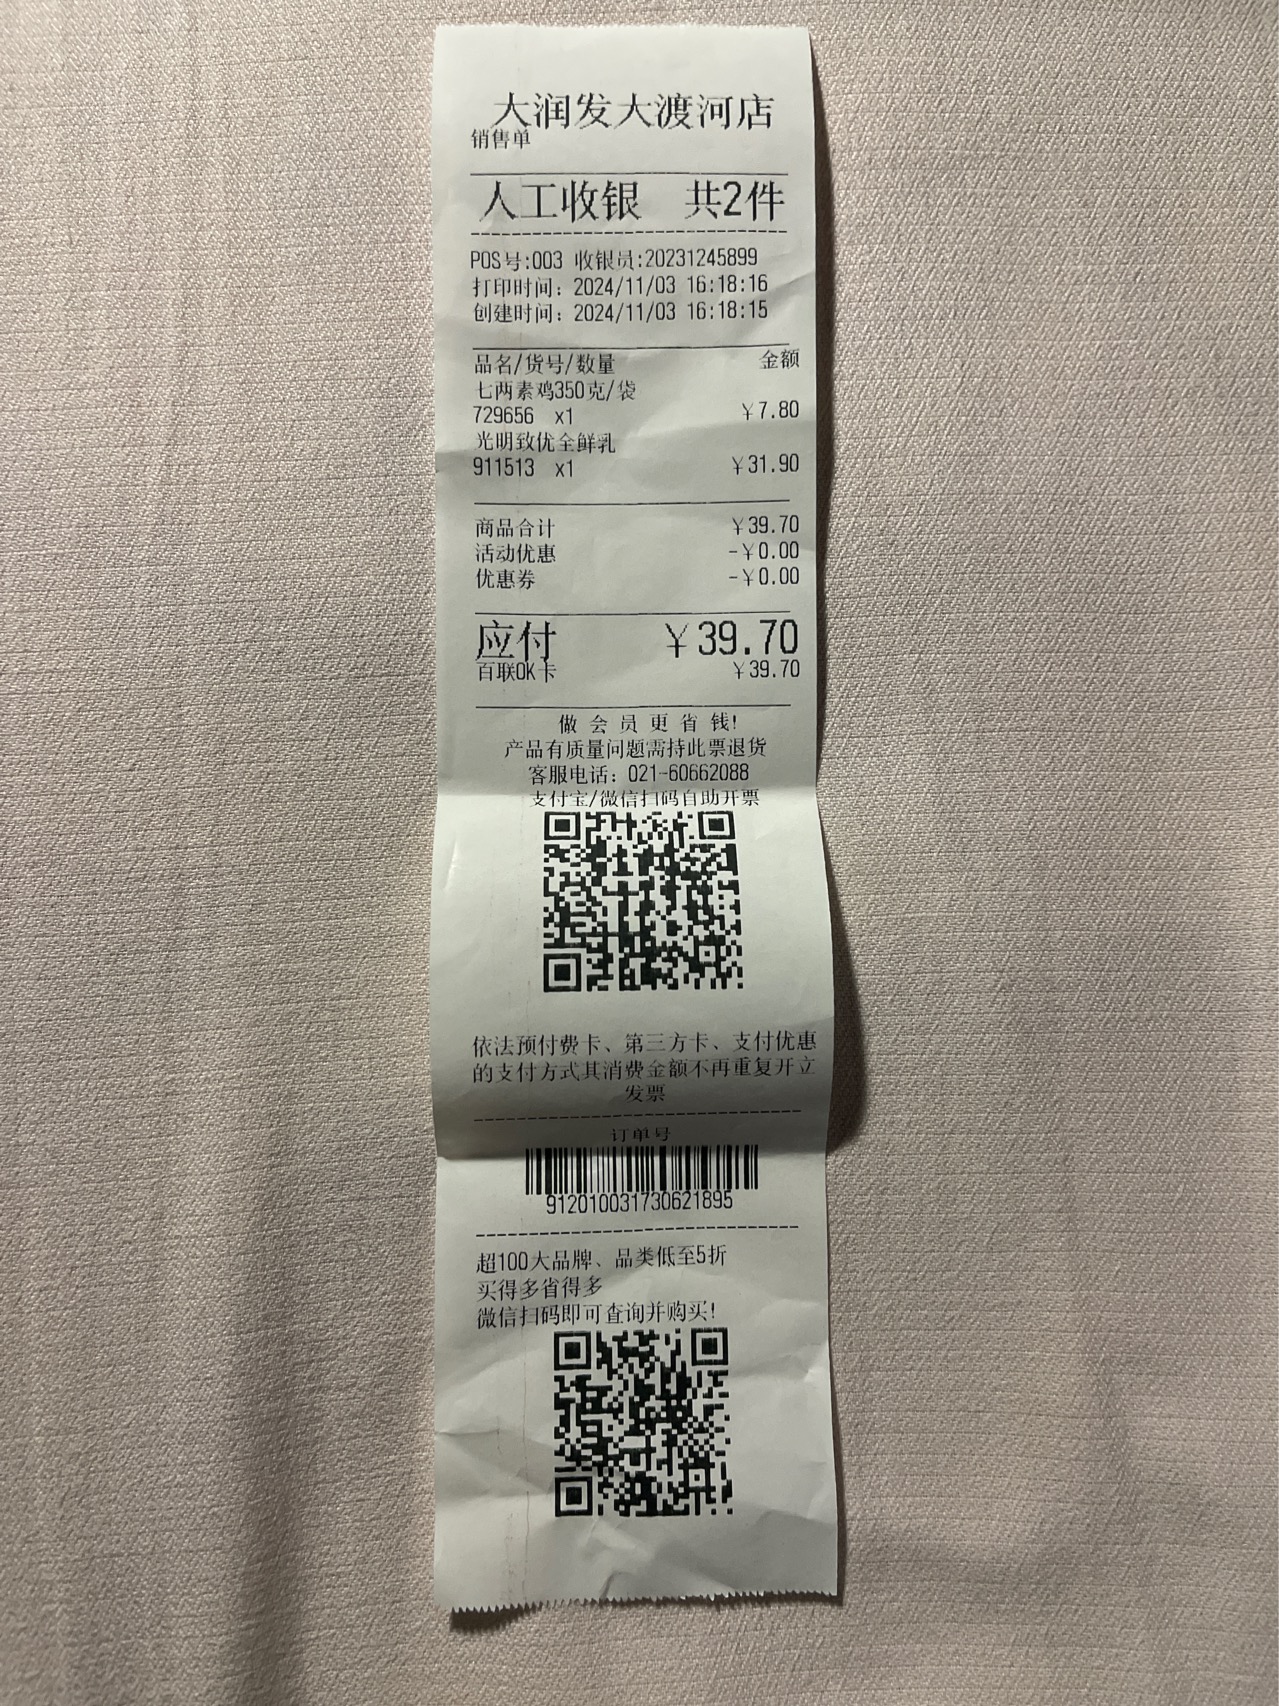 大润发大渡河店
销售单
人工收银 共2件
POS号:003 收银员:20231245899
打印时间: 2024/11/03 16:18:16
创建时间: 2024/11/03 16:18:15
品名/货号/数量 金额
七两素鸡350克/袋
729656 x1 ￥7.80
光明致优全鲜乳
911513 x1 ￥31.90
商品合计 ￥39.70
活动优惠 -￥0.00
优惠券 -￥0.00
应付 ￥39.70
百联OK卡 ￥39.70
做会员更省钱!
产品有质量问题需持此票退货
客服电话: 021-60662088
支付宝/微信扫码自助开票
依法预付费卡、第三方卡、支付优惠
的支付方式其消费金额不再重复开立
发票
订单号
912010031730621895
超100大品牌、品类低至5折
买得多省得多
微信扫码即可查询并购买!